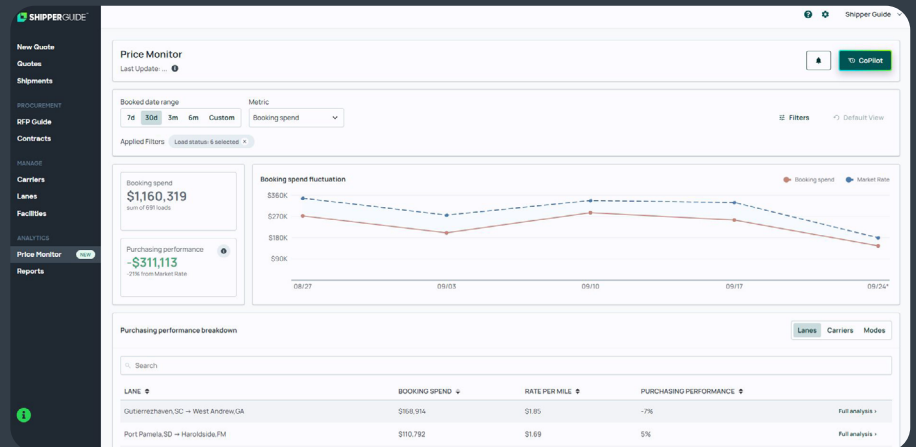 SHIPPERGUIDE
Shipper Guide
New Quote
Quotes
Shipments
PROCUREMENT
RFP Guide
Contracts
MANAGE
Carriers
Lanes
Facilities
ANALYTICS
Price Monitor NEW
Reports
Price Monitor
Last Update: ...
CoPilot
Booked date range
7d 30d 3m 6m Custom
Metric
Booking spend
Filters
Default View
Applied Filters Load status: 6 selected ×
Booking spend
$1,160,319
sum of 691 loads
Purchasing performance
-$311,113
-21% from Market Rate
Booking spend fluctuation
Booking spend Market Rate
$360K
$270K
$180K
$90K
08/27 09/03 09/10 09/17 09/24*
Purchasing performance breakdown
Lanes Carriers Modes
Search
LANE BOOKING SPEND RATE PER MILE PURCHASING PERFORMANCE
Gutierrezhaven,SC → West Andrew,GA $168,914 $1.85 -7% Full analysis ›
Port Pamela,SD → Haroldside,FM $110,792 $1.69 5% Full analysis ›